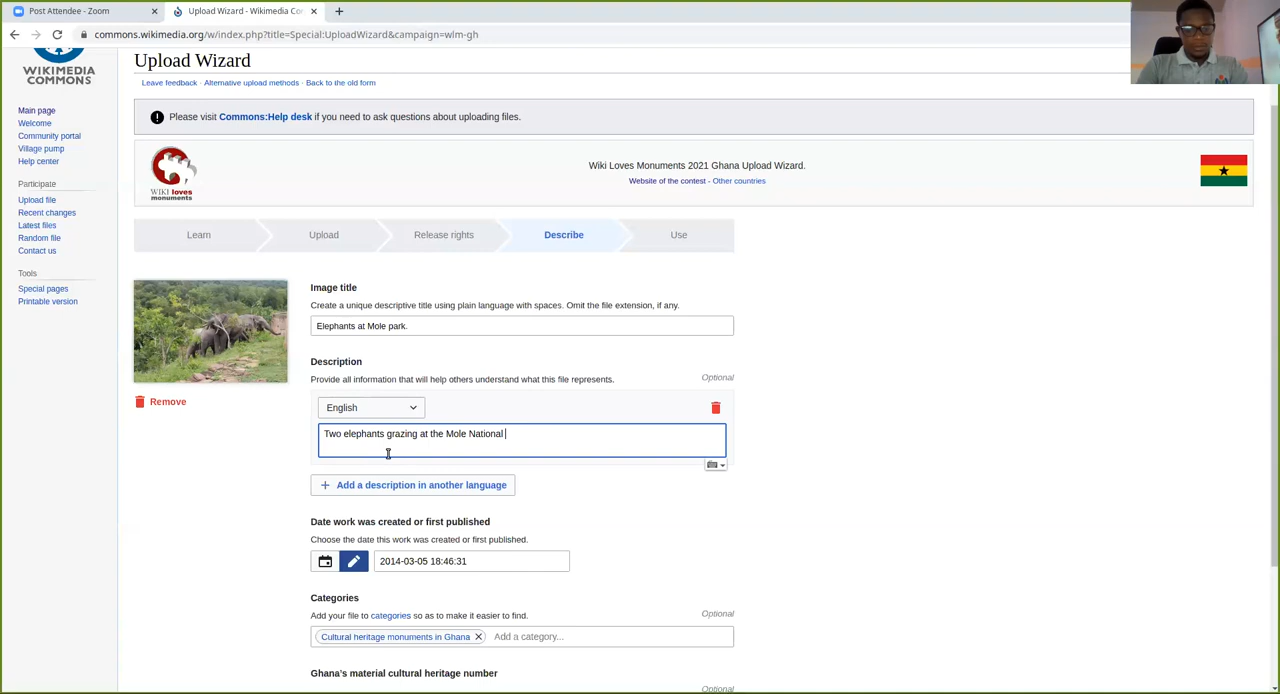 Post Attendee - Zoom
Upload Wizard - Wikimedia Co
commons.wikimedia.org/w/index.php?title=Special:UploadWizard&campaign=wlm-gh
WIKIMEDIA
COMMONS
Main page
Welcome
Community portal
Village pump
Help center
Participate
Upload file
Recent changes
Latest files
Random file
Contact us
Tools
Special pages
Printable version
Upload Wizard
Leave feedback · Alternative upload methods · Back to the old form
Please visit Commons:Help desk if you need to ask questions about uploading files.
WIKI loves
monuments
Wiki Loves Monuments 2021 Ghana Upload Wizard.
Website of the contest - Other countries
Learn
Upload
Release rights
Describe
Use
Remove
Image title
Create a unique descriptive title using plain language with spaces. Omit the file extension, if any.
Elephants at Mole park.
Description
Optional
Provide all information that will help others understand what this file represents.
English
Two elephants grazing at the Mole National
+ Add a description in another language
Date work was created or first published
Choose the date this work was created or first published.
2014-03-05 18:46:31
Categories
Optional
Add your file to categories so as to make it easier to find.
Cultural heritage monuments in Ghana
Add a category...
Ghana's material cultural heritage number
Optional